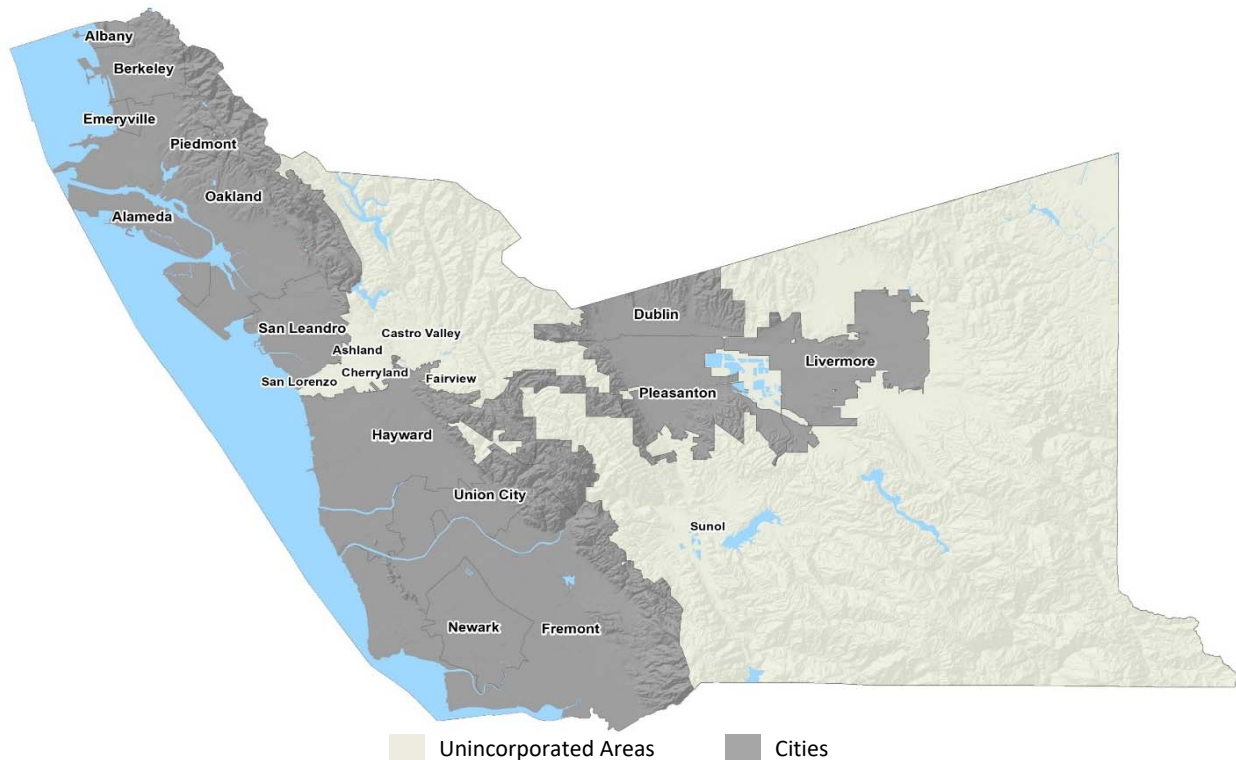 Albany
Berkeley
Emeryville
Piedmont
Oakland
Alameda
San Leandro
Castro Valley
Ashland
Cherryland
San Lorenzo
Fairview
Dublin
Livermore
Pleasanton
Hayward
Union City
Sunol
Newark
Fremont
Unincorporated Areas
Cities